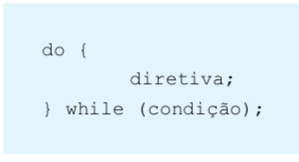 do {
diretiva;
} while (condição);